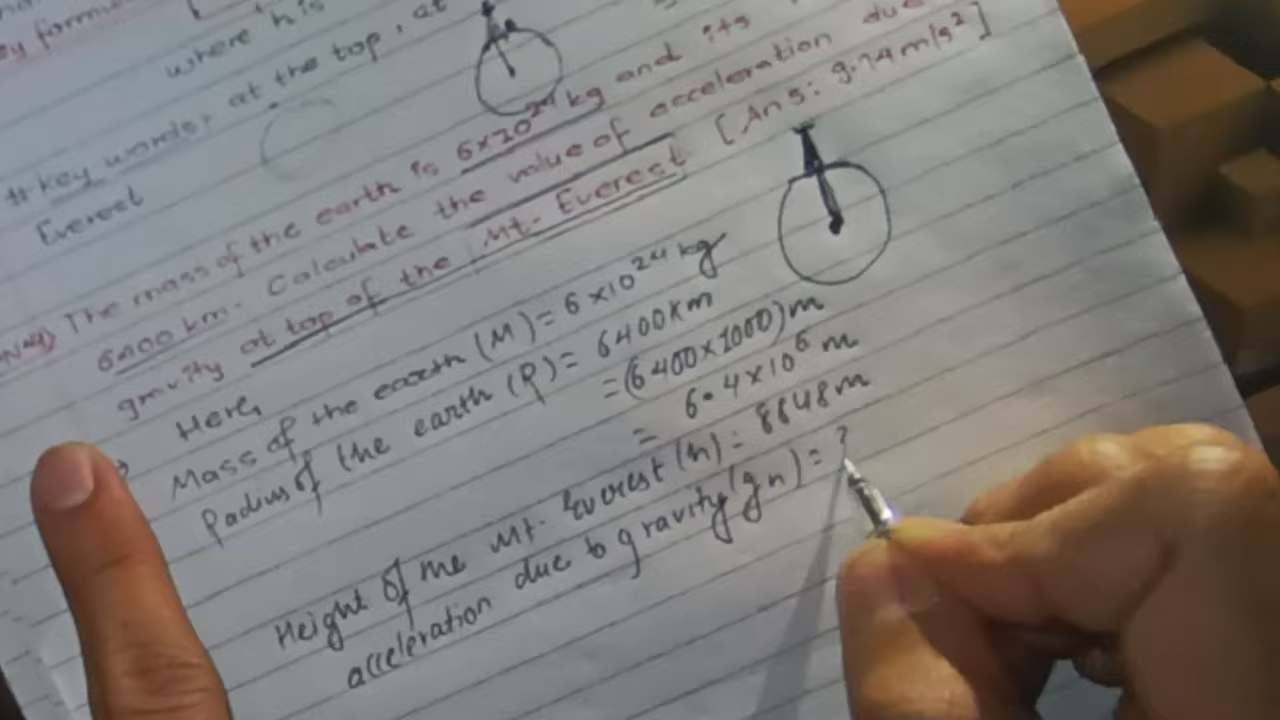 where h is
# Key words: at the top, at
Everest
The mass of the earth is 6×10²⁴ kg and its
6400 km. Calculate the value of acceleration due
gravity at top of the Mt. Everest [Ans: 9.74 m/s²]
Here,
Mass of the earth (M) = 6×10²⁴ kg
Radius of the earth (R) = 6400 km
= (6400×1000) m
= 6.4×10⁶ m
Height of the Mt. Everest (h) = 8848m
acceleration due to gravity (gh) = ?